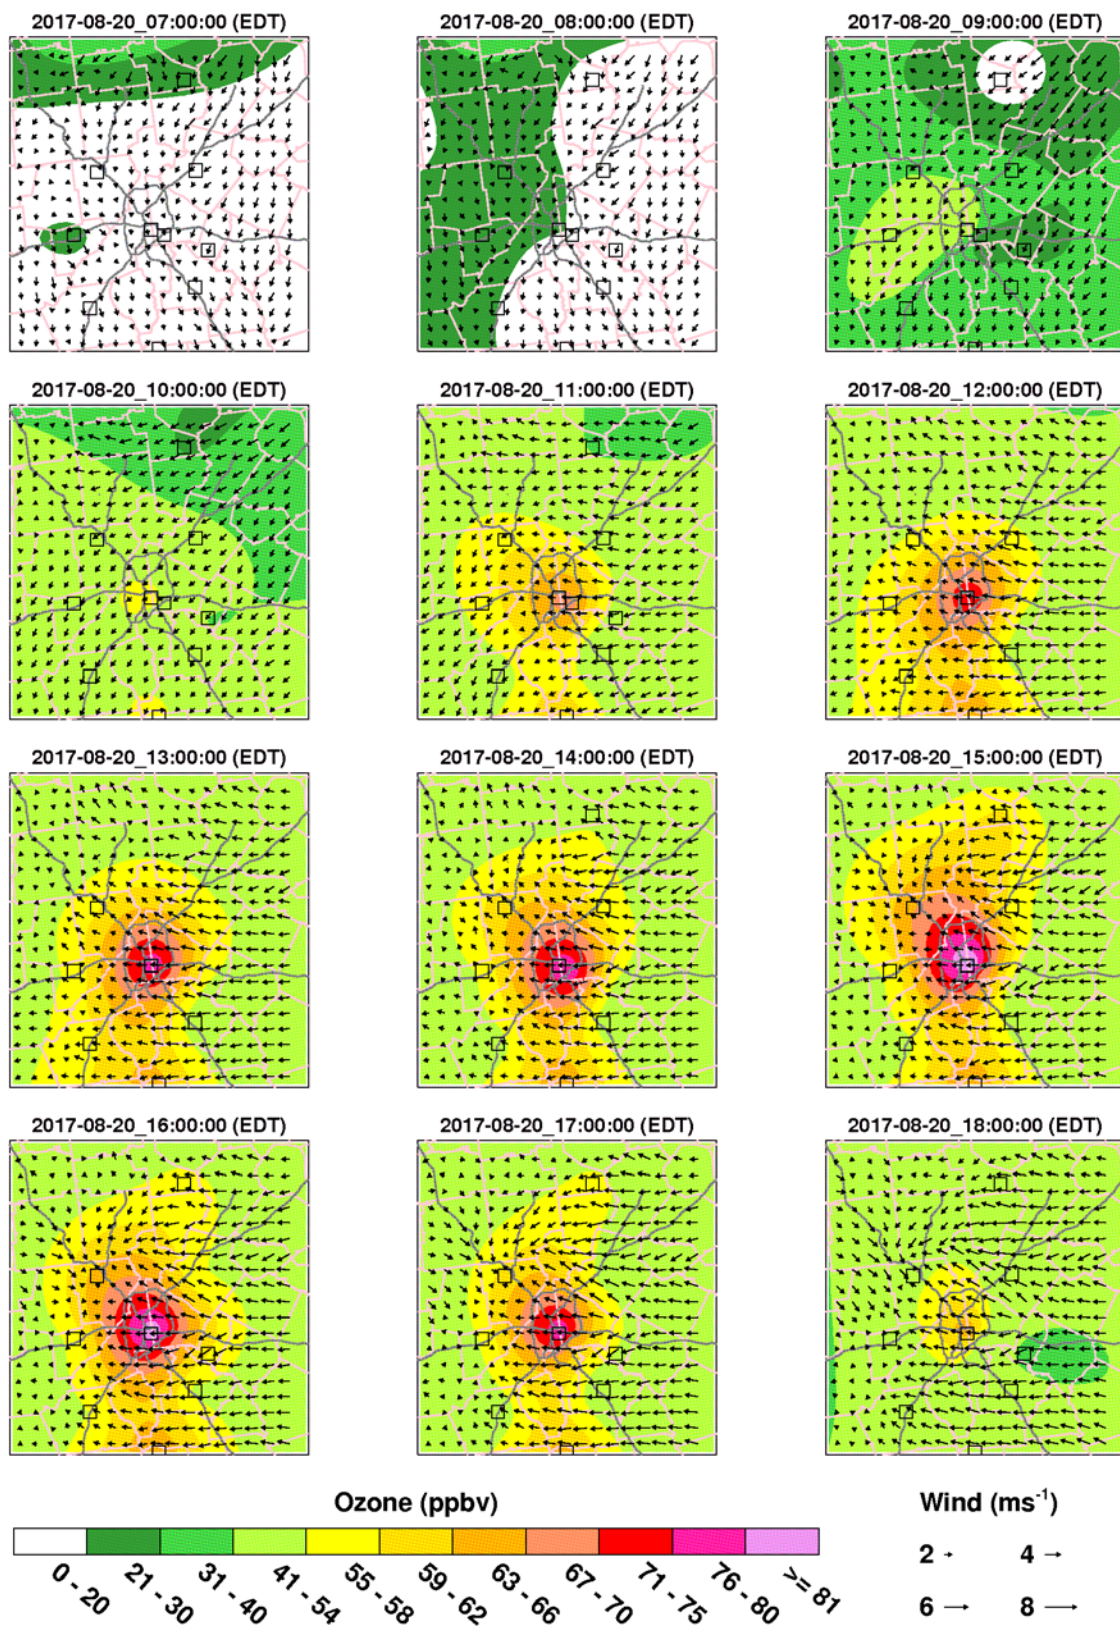 2017-08-20_07:00:00 (EDT) 2017-08-20_08:00:00 (EDT) 2017-08-20_09:00:00 (EDT)
2017-08-20_10:00:00 (EDT) 2017-08-20_11:00:00 (EDT) 2017-08-20_12:00:00 (EDT)
2017-08-20_13:00:00 (EDT) 2017-08-20_14:00:00 (EDT) 2017-08-20_15:00:00 (EDT)
2017-08-20_16:00:00 (EDT) 2017-08-20_17:00:00 (EDT) 2017-08-20_18:00:00 (EDT)
Ozone (ppbv) Wind (ms⁻¹)
0 - 20 21 - 30 31 - 40 41 - 54 55 - 58 59 - 62 63 - 66 67 - 70 71 - 75 76 - 80 >= 81
2 4
6 8